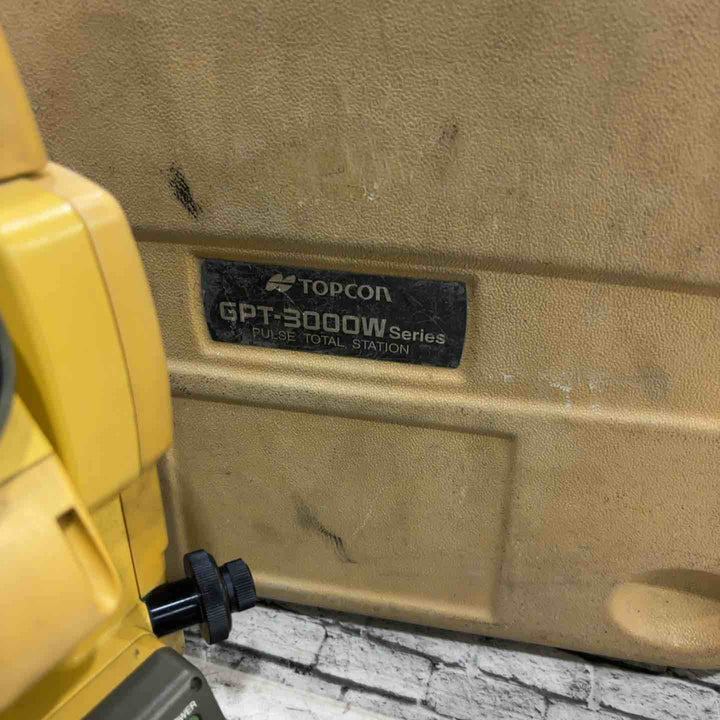 TOPCON
GPT-3000W Series
PULSE TOTAL STATION